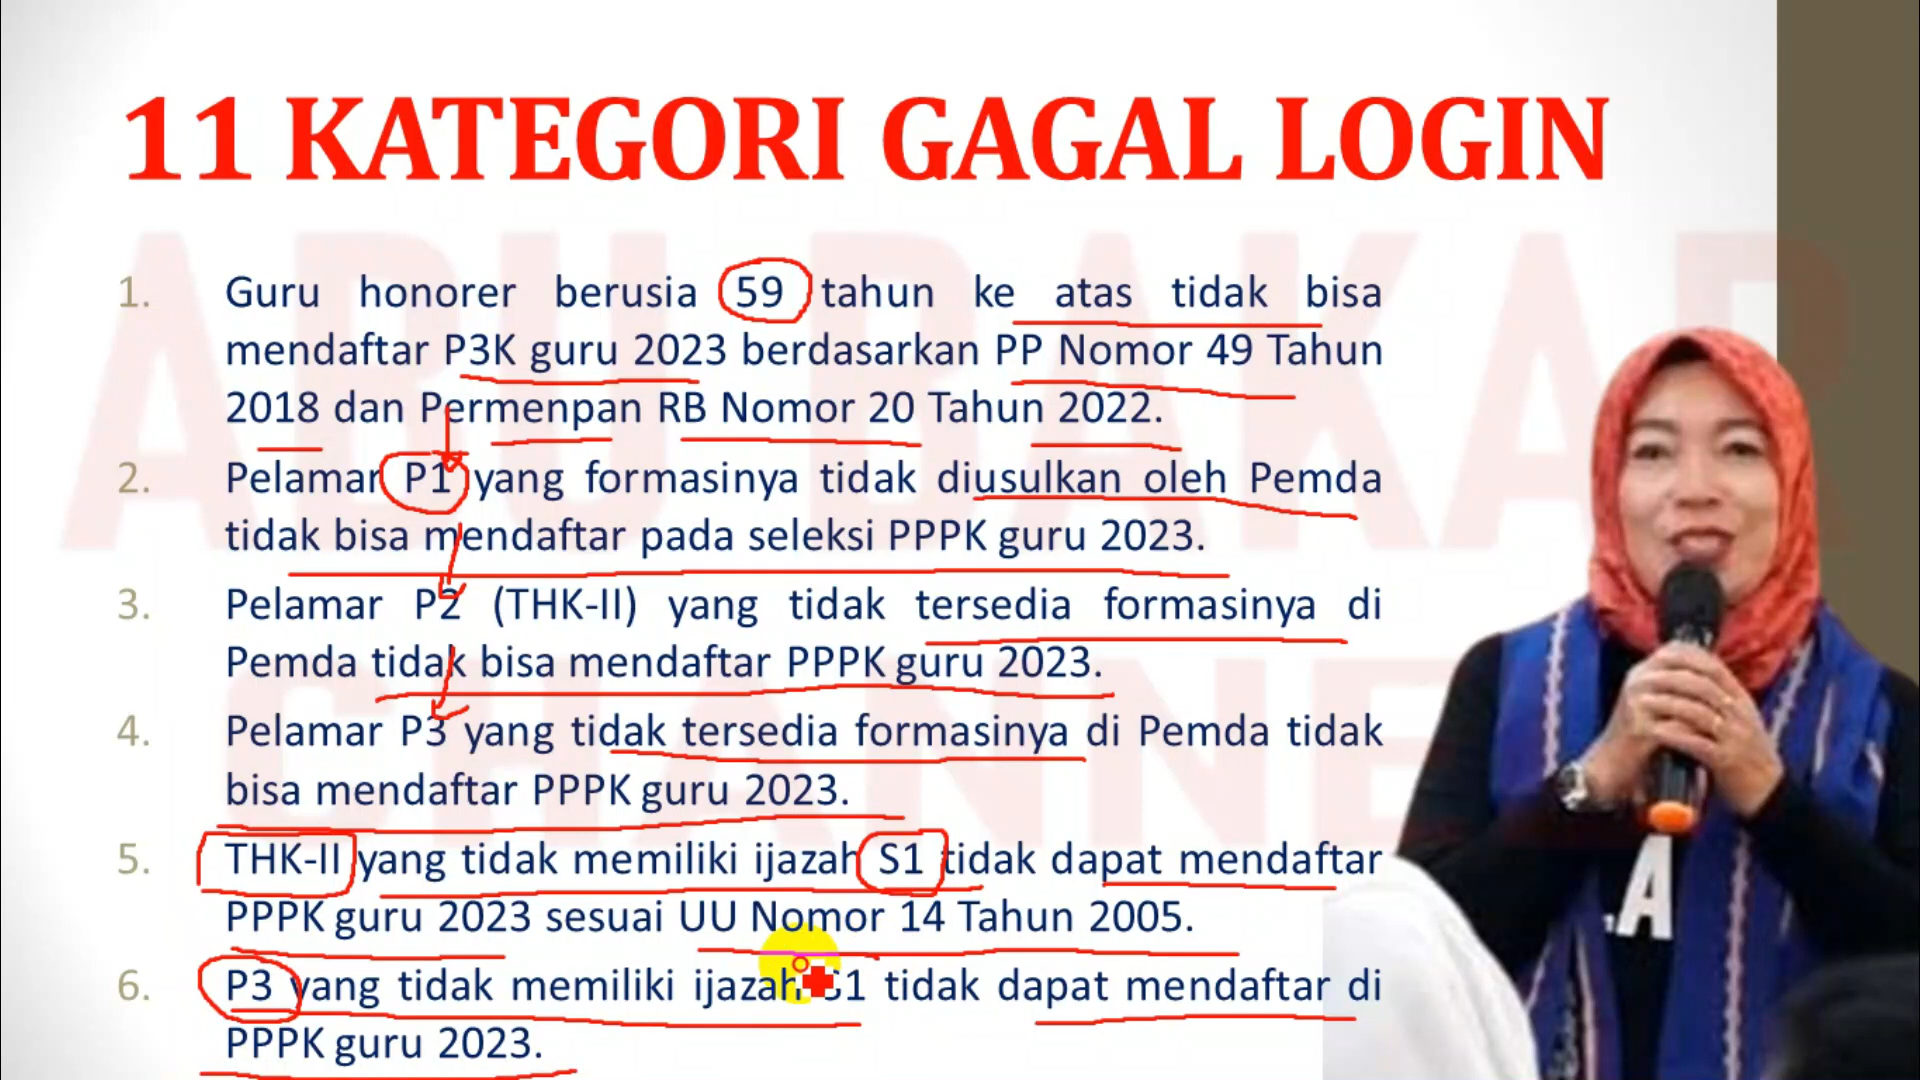 11 KATEGORI GAGAL LOGIN
ABU BAKAR
CHANNEL
1. Guru honorer berusia 59 tahun ke atas tidak bisa
mendaftar P3K guru 2023 berdasarkan PP Nomor 49 Tahun
2018 dan Permenpan RB Nomor 20 Tahun 2022.
2. Pelamar P1 yang formasinya tidak diusulkan oleh Pemda
tidak bisa mendaftar pada seleksi PPPK guru 2023.
3. Pelamar P2 (THK-II) yang tidak tersedia formasinya di
Pemda tidak bisa mendaftar PPPK guru 2023.
4. Pelamar P3 yang tidak tersedia formasinya di Pemda tidak
bisa mendaftar PPPK guru 2023.
5. THK-II yang tidak memiliki ijazah S1 tidak dapat mendaftar
PPPK guru 2023 sesuai UU Nomor 14 Tahun 2005.
6. P3 yang tidak memiliki ijazah S1 tidak dapat mendaftar di
PPPK guru 2023.